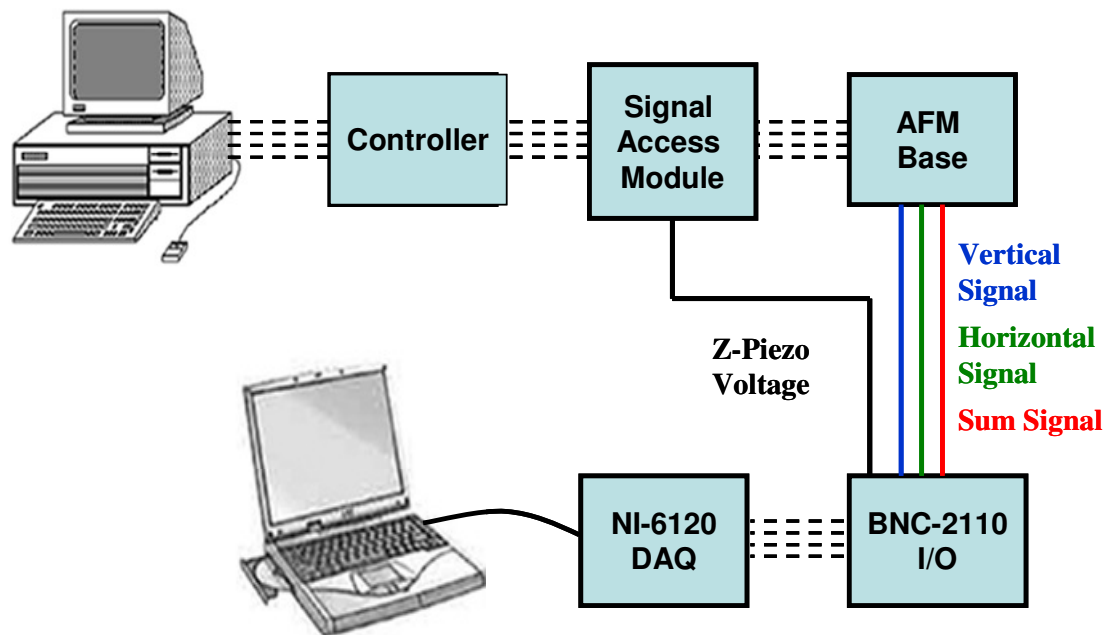 Controller
Signal
Access
Module
AFM
Base
Vertical
Signal
Horizontal
Signal
Sum Signal
Z-Piezo
Voltage
NI-6120
DAQ
BNC-2110
I/O